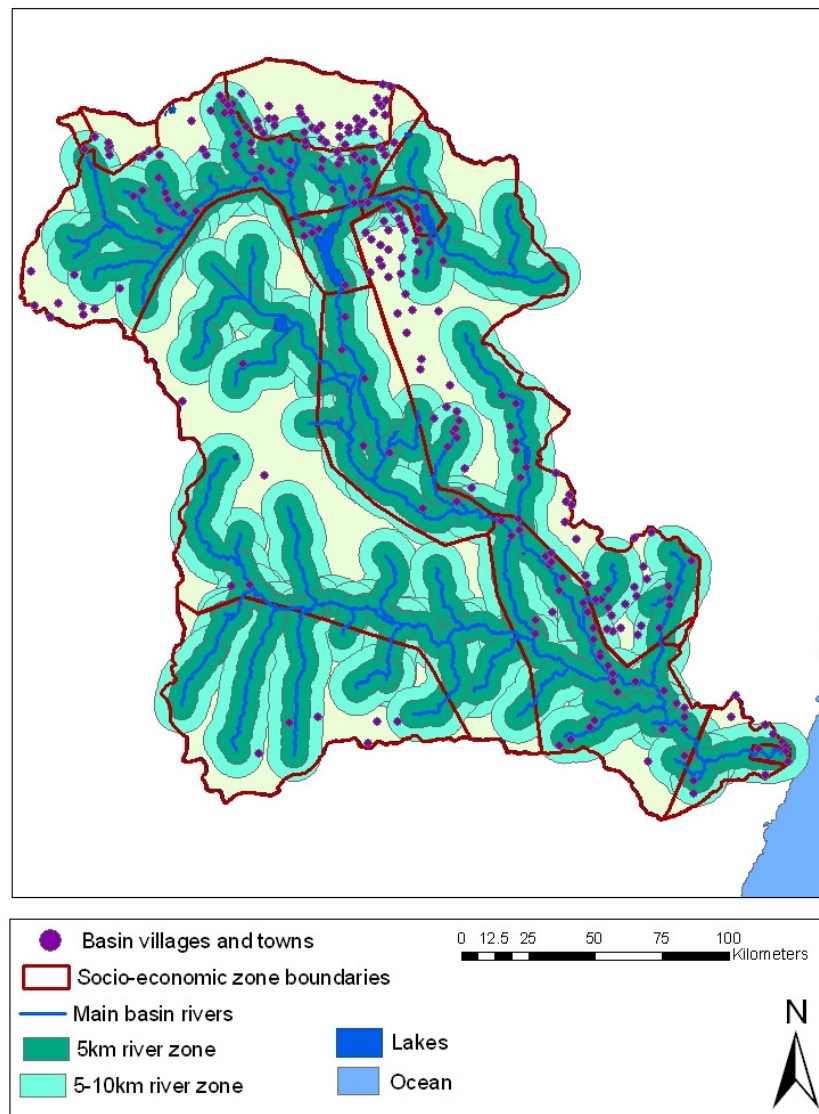 Basin villages and towns
Socio-economic zone boundaries
Main basin rivers
5km river zone
5-10km river zone
Lakes
Ocean
0 12.5 25 50 75 100
Kilometers
N